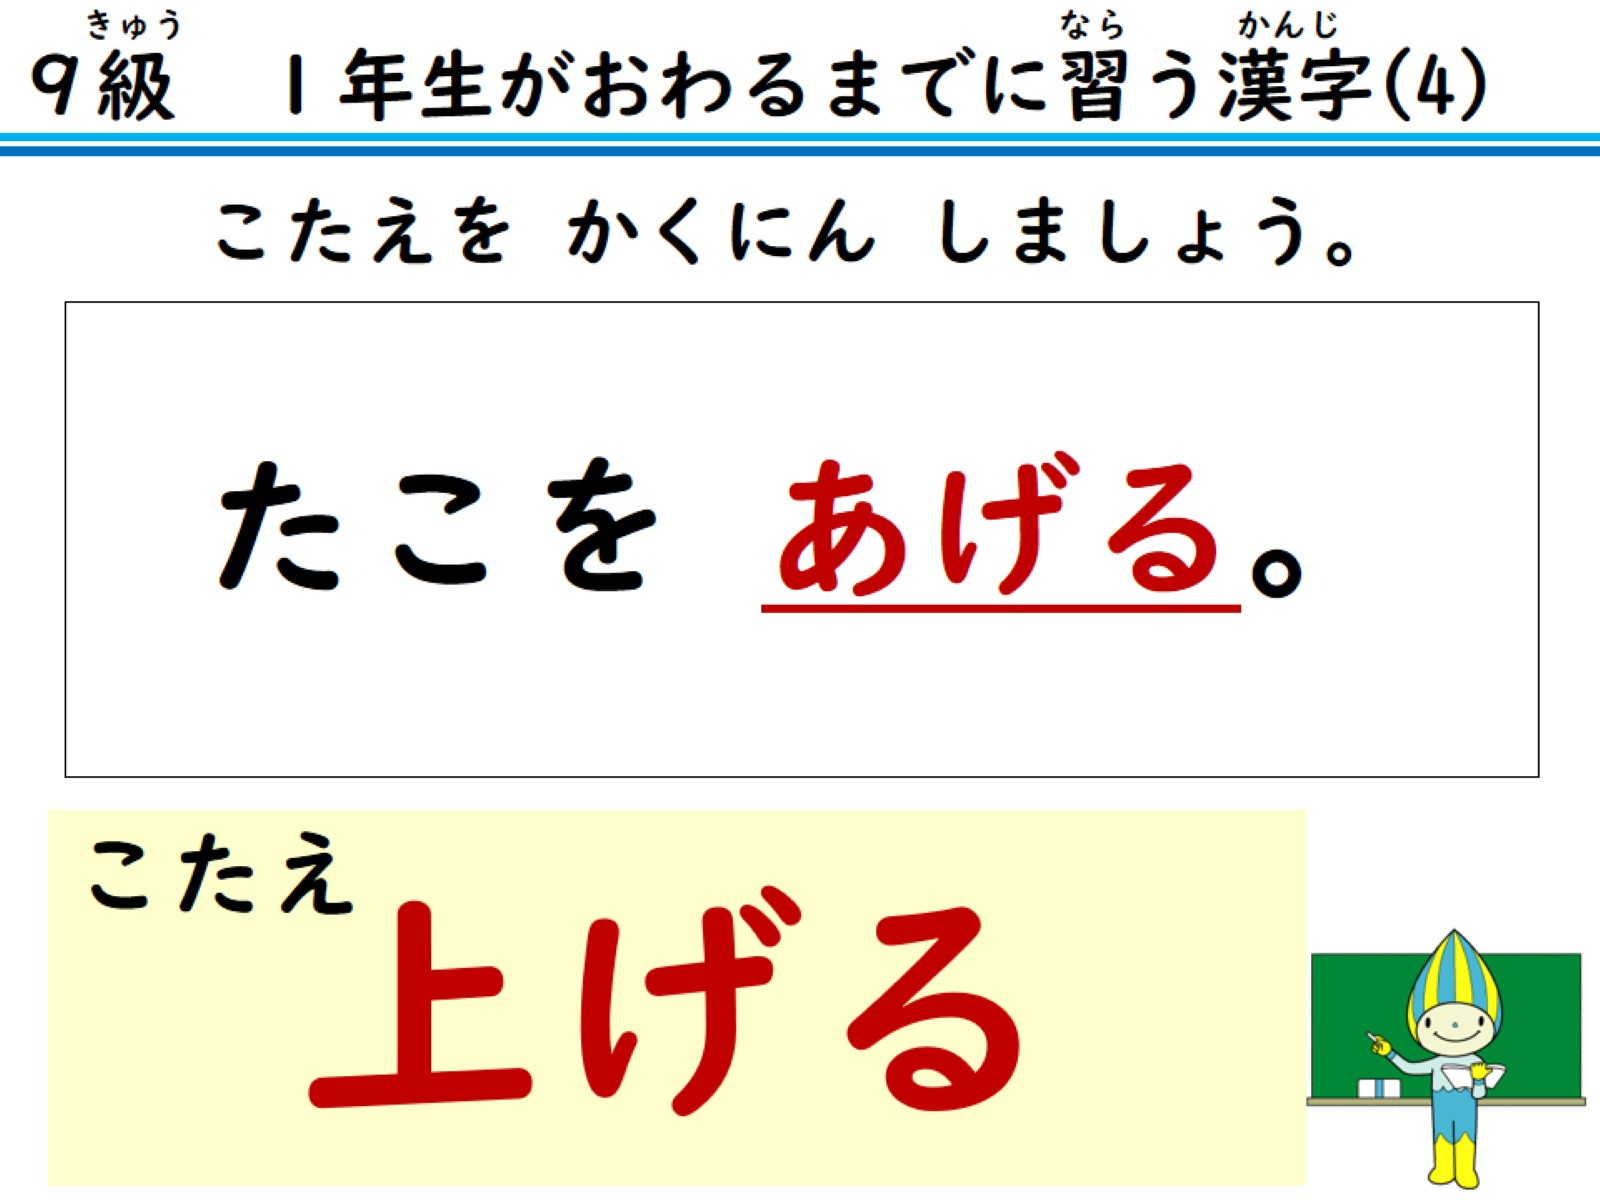 きゅう なら かんじ
9級 1年生がおわるまでに習う漢字(4)
こたえを かくにん しましょう。
たこを あげる。
こたえ
上げる